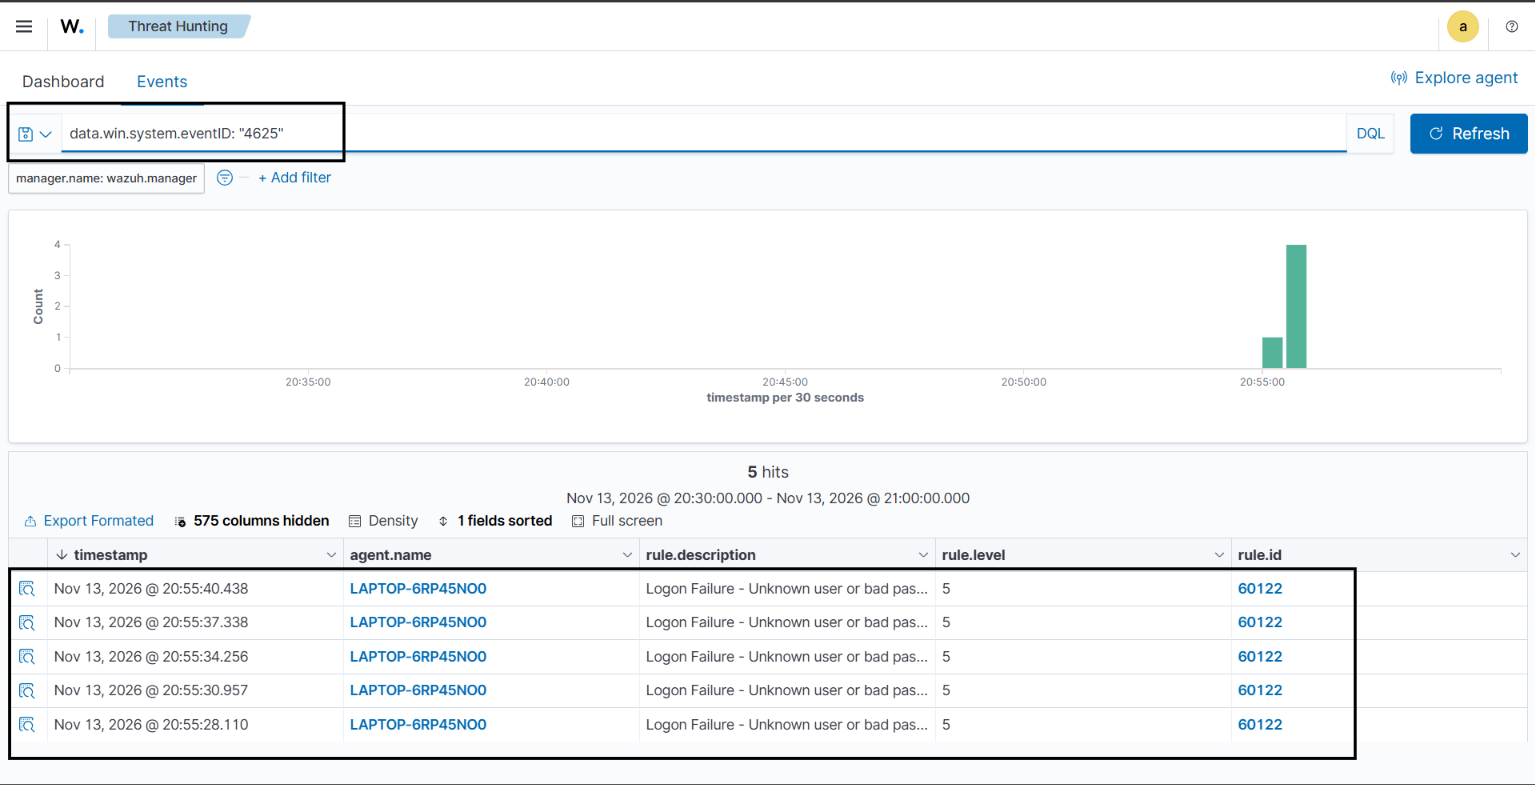 W. Threat Hunting a
Dashboard Events Explore agent
data.win.system.eventID: "4625" DQL Refresh
manager.name: wazuh.manager + Add filter
4
3
2
1
0
Count
20:35:00 20:40:00 20:45:00 20:50:00 20:55:00
timestamp per 30 seconds
5 hits
Nov 13, 2026 @ 20:30:00.000 - Nov 13, 2026 @ 21:00:00.000
Export Formated 575 columns hidden Density 1 fields sorted Full screen
timestamp agent.name rule.description rule.level rule.id
Nov 13, 2026 @ 20:55:40.438 LAPTOP-6RP45NO0 Logon Failure - Unknown user or bad pas... 5 60122
Nov 13, 2026 @ 20:55:37.338 LAPTOP-6RP45NO0 Logon Failure - Unknown user or bad pas... 5 60122
Nov 13, 2026 @ 20:55:34.256 LAPTOP-6RP45NO0 Logon Failure - Unknown user or bad pas... 5 60122
Nov 13, 2026 @ 20:55:30.957 LAPTOP-6RP45NO0 Logon Failure - Unknown user or bad pas... 5 60122
Nov 13, 2026 @ 20:55:28.110 LAPTOP-6RP45NO0 Logon Failure - Unknown user or bad pas... 5 60122